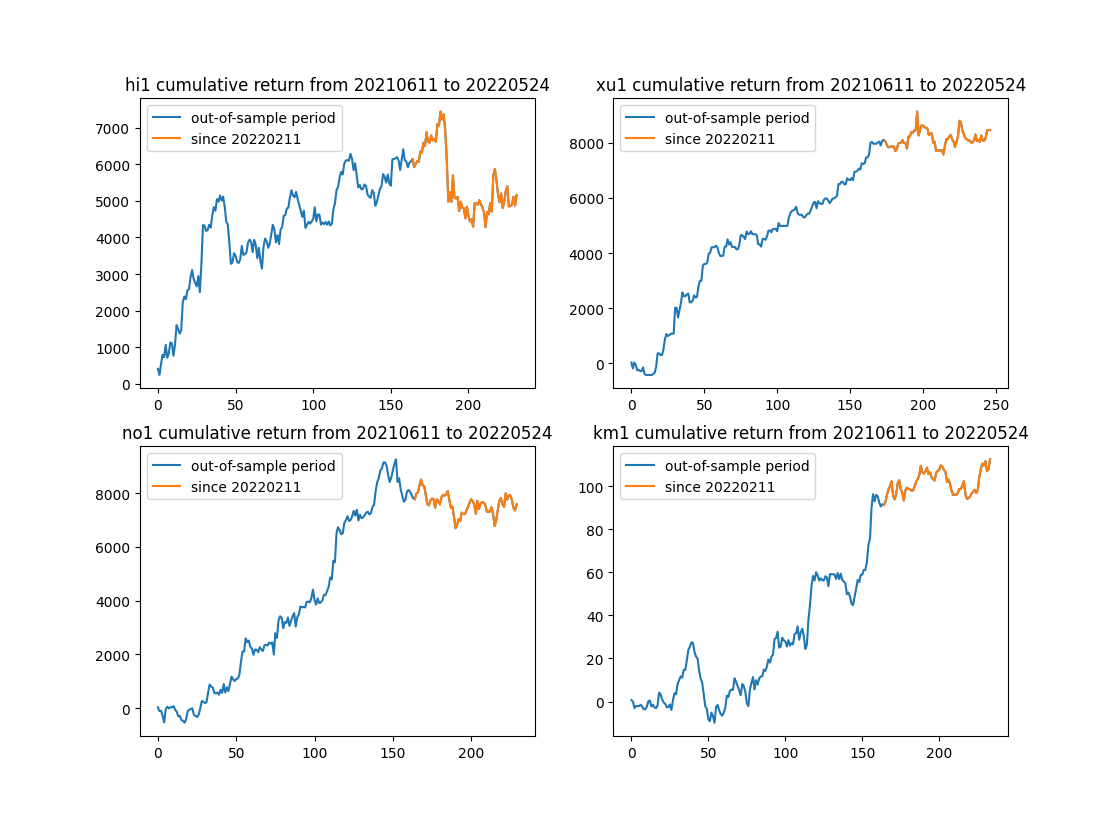 hi1 cumulative return from 20210611 to 20220524
out-of-sample period
since 20220211
7000
6000
5000
4000
3000
2000
1000
0
0 50 100 150 200
xu1 cumulative return from 20210611 to 20220524
out-of-sample period
since 20220211
8000
6000
4000
2000
0
0 50 100 150 200 250
no1 cumulative return from 20210611 to 20220524
out-of-sample period
since 20220211
8000
6000
4000
2000
0
0 50 100 150 200
km1 cumulative return from 20210611 to 20220524
out-of-sample period
since 20220211
100
80
60
40
20
0
0 50 100 150 200